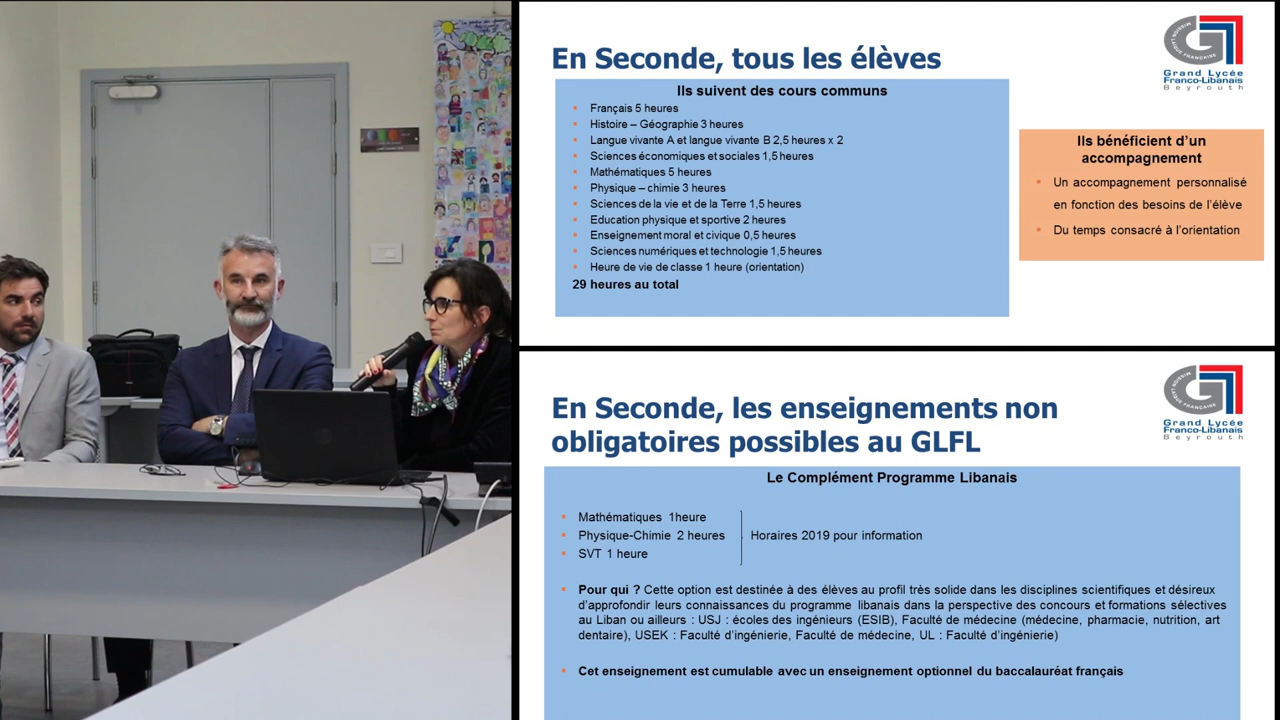 En Seconde, tous les élèves
Ils suivent des cours communs
Français 5 heures
Histoire – Géographie 3 heures
Langue vivante A et langue vivante B 2,5 heures x 2
Sciences économiques et sociales 1,5 heures
Mathématiques 5 heures
Physique – chimie 3 heures
Sciences de la vie et de la Terre 1,5 heures
Education physique et sportive 2 heures
Enseignement moral et civique 0,5 heures
Sciences numériques et technologie 1,5 heures
Heure de vie de classe 1 heure (orientation)
29 heures au total
MISSION LAÏQUE FRANÇAISE
Grand Lycée
Franco-Libanais
Beyrouth
Ils bénéficient d’un
accompagnement
Un accompagnement personnalisé
en fonction des besoins de l’élève
Du temps consacré à l’orientation
En Seconde, les enseignements non
obligatoires possibles au GLFL
MISSION LAÏQUE FRANÇAISE
Grand Lycée
Franco-Libanais
Beyrouth
Le Complément Programme Libanais
Mathématiques 1heure
Physique-Chimie 2 heures
SVT 1 heure
Horaires 2019 pour information
Pour qui ? Cette option est destinée à des élèves au profil très solide dans les disciplines scientifiques et désireux
d’approfondir leurs connaissances du programme libanais dans la perspective des concours et formations sélectives
au Liban ou ailleurs : USJ : écoles des ingénieurs (ESIB), Faculté de médecine (médecine, pharmacie, nutrition, art
dentaire), USEK : Faculté d’ingénierie, Faculté de médecine, UL : Faculté d’ingénierie)
Cet enseignement est cumulable avec un enseignement optionnel du baccalauréat français